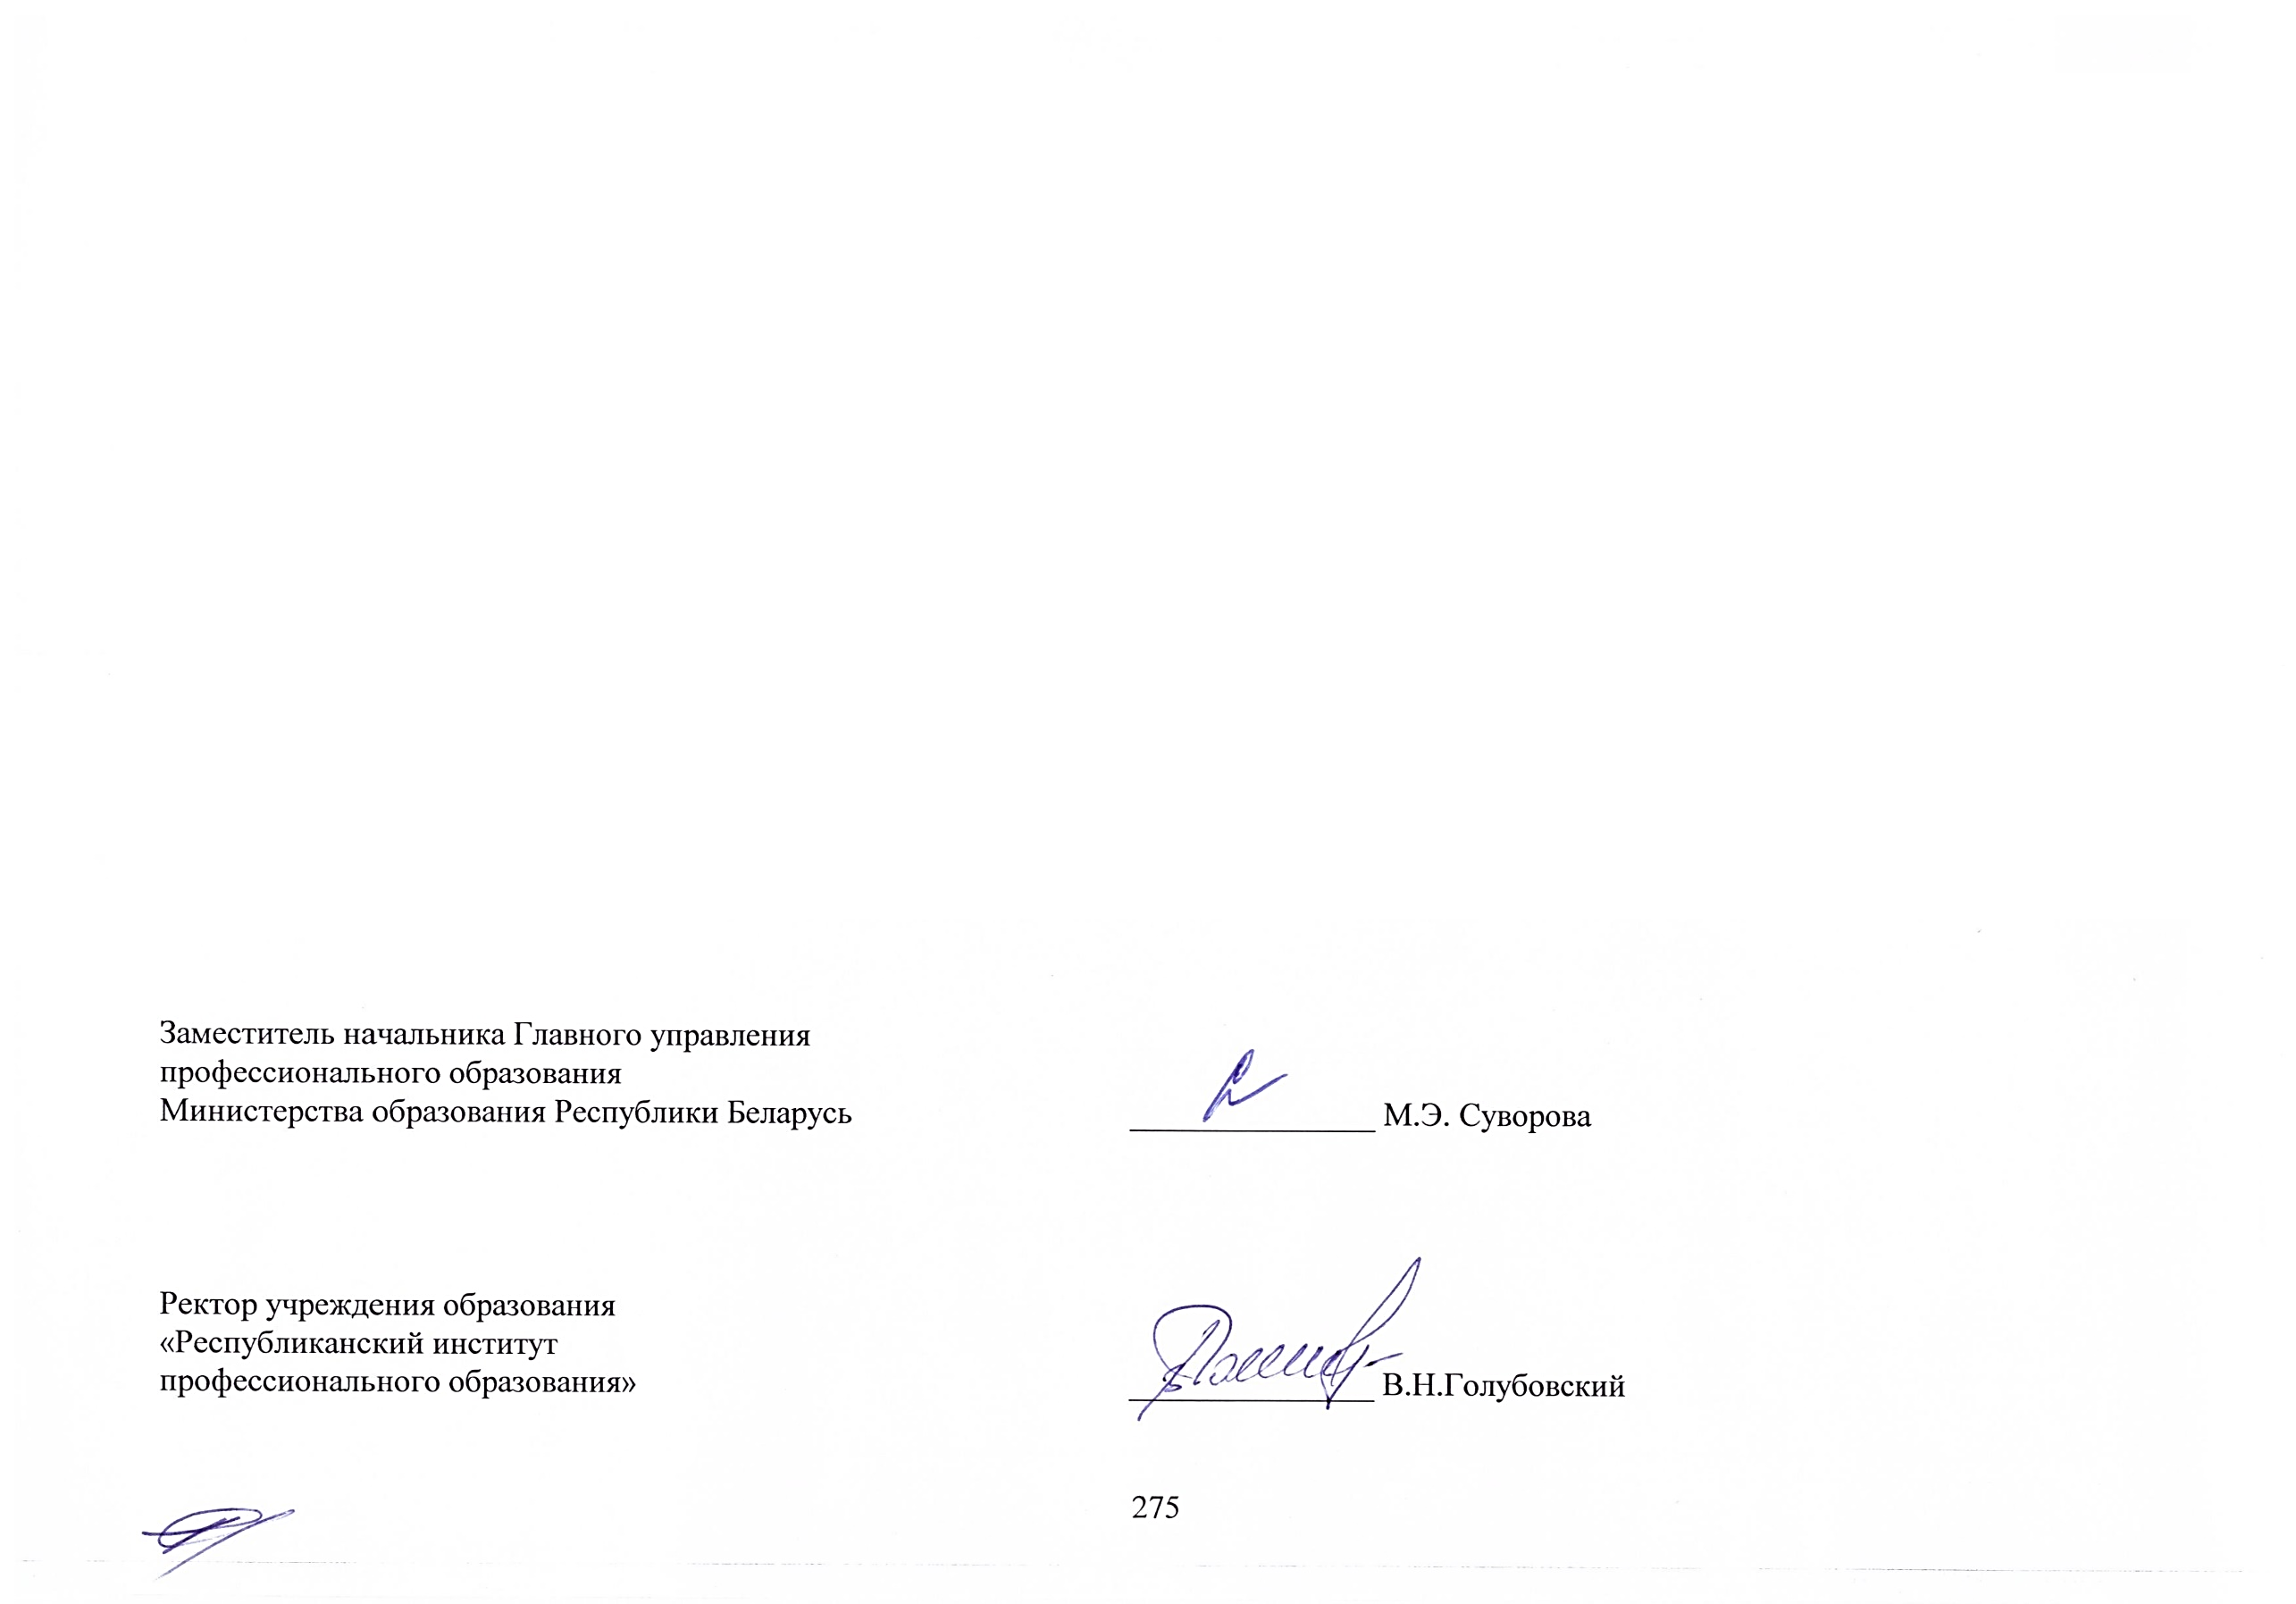 Заместитель начальника Главного управления
профессионального образования
Министерства образования Республики Беларусь
М.Э. Суворова
Ректор учреждения образования
«Республиканский институт
профессионального образования»
В.Н.Голубовский
275